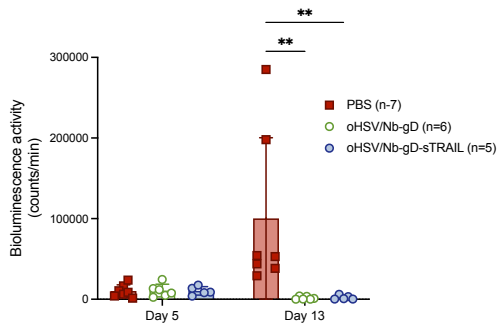 **
**
300000
200000
100000
0
Bioluminescence activity
(counts/min)
PBS (n-7)
oHSV/Nb-gD (n=6)
oHSV/Nb-gD-sTRAIL (n=5)
Day 5
Day 13